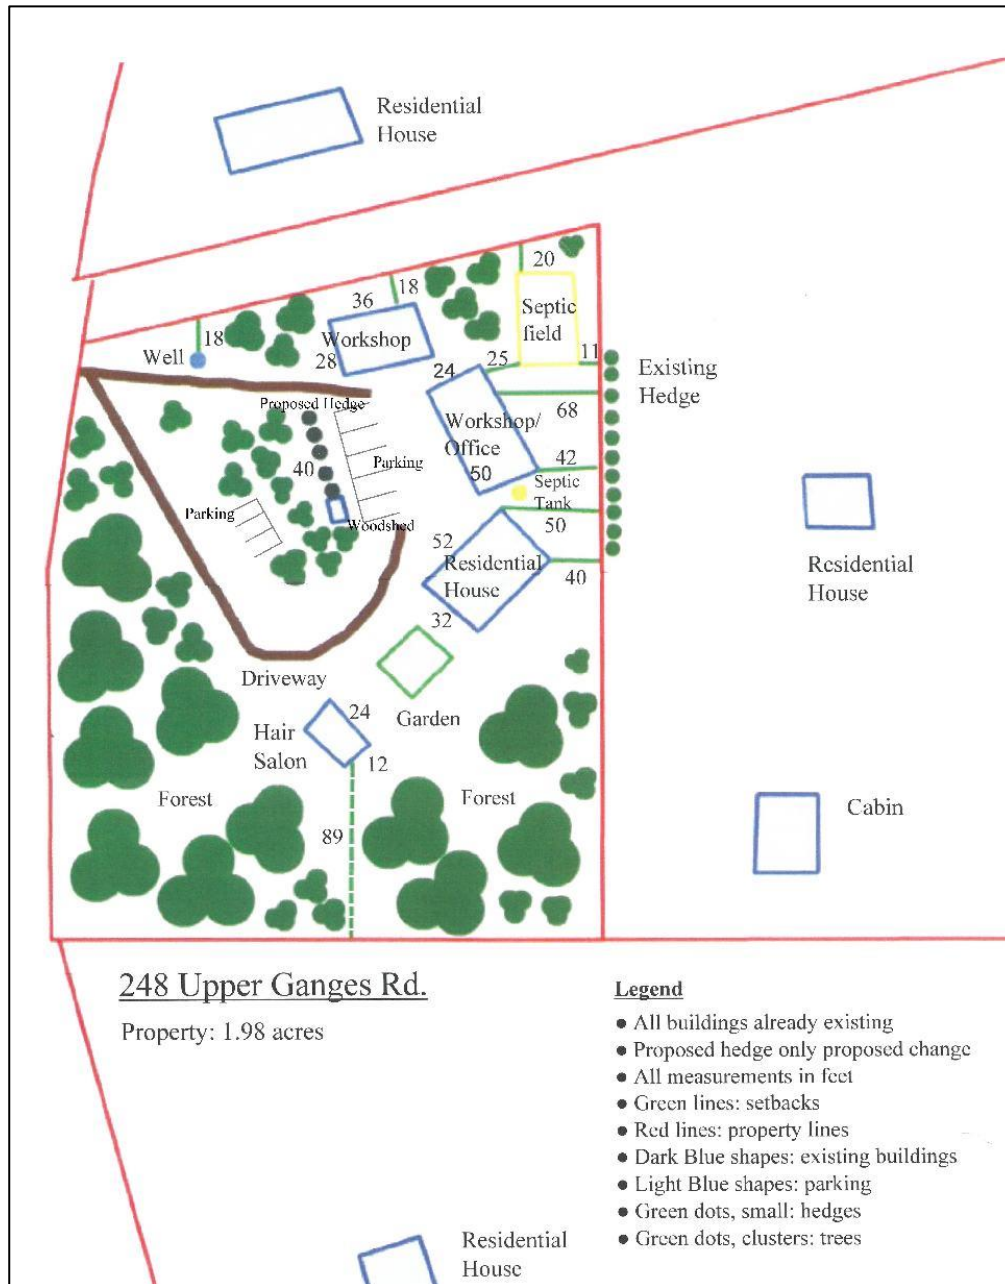 Residential
House
20
18
36
Septic
field
Workshop
18
Well
28
25
11
24
Existing
Hedge
Proposed Hedge
68
Workshop/
Office
40
Parking
42
50
Septic
Tank
Parking
Woodshed
50
52
Residential
House
40
Residential
House
32
Driveway
24
Garden
Hair
Salon
12
Forest
Forest
Cabin
89
248 Upper Ganges Rd.
Property: 1.98 acres
Legend
● All buildings already existing
● Proposed hedge only proposed change
● All measurements in feet
● Green lines: setbacks
● Red lines: property lines
● Dark Blue shapes: existing buildings
● Light Blue shapes: parking
● Green dots, small: hedges
● Green dots, clusters: trees
Residential
House